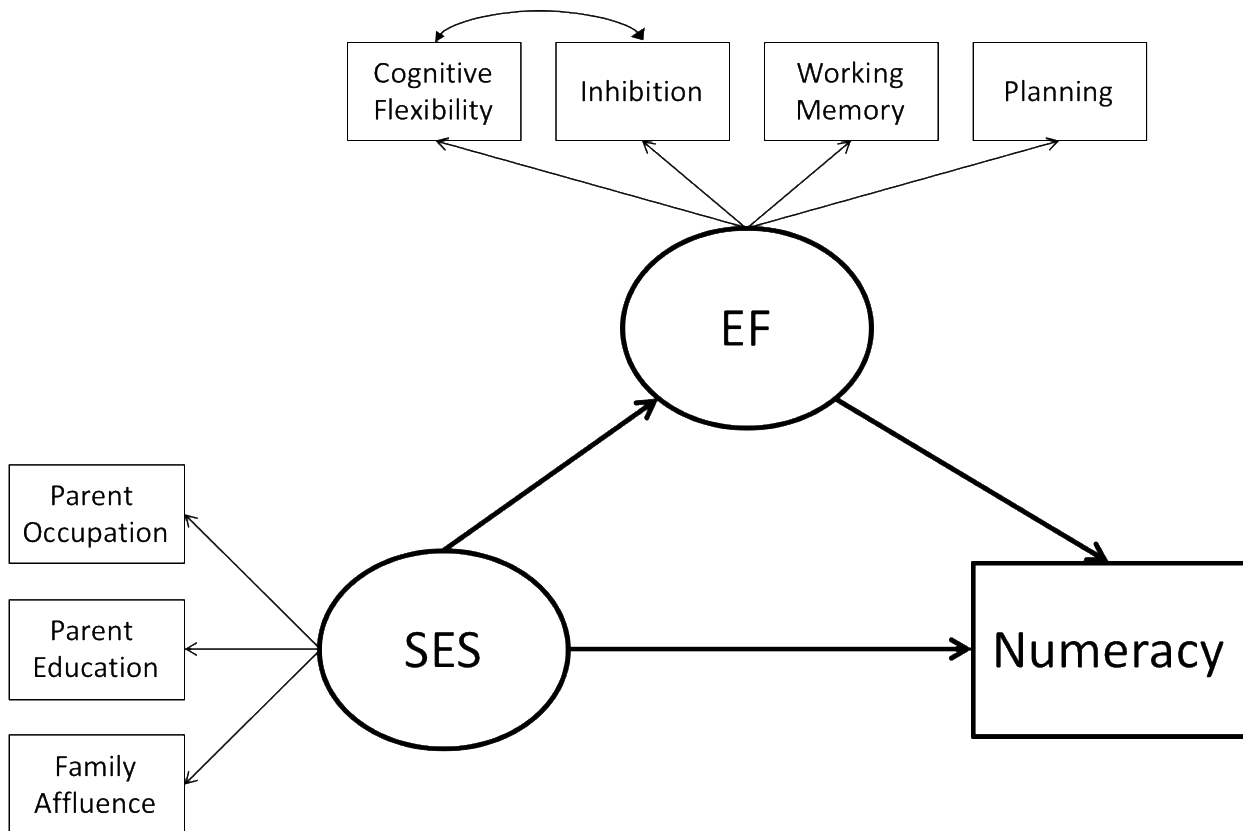 Cognitive
Flexibility
Inhibition
Working
Memory
Planning
EF
Parent
Occupation
Parent
Education
Family
Affluence
SES
Numeracy